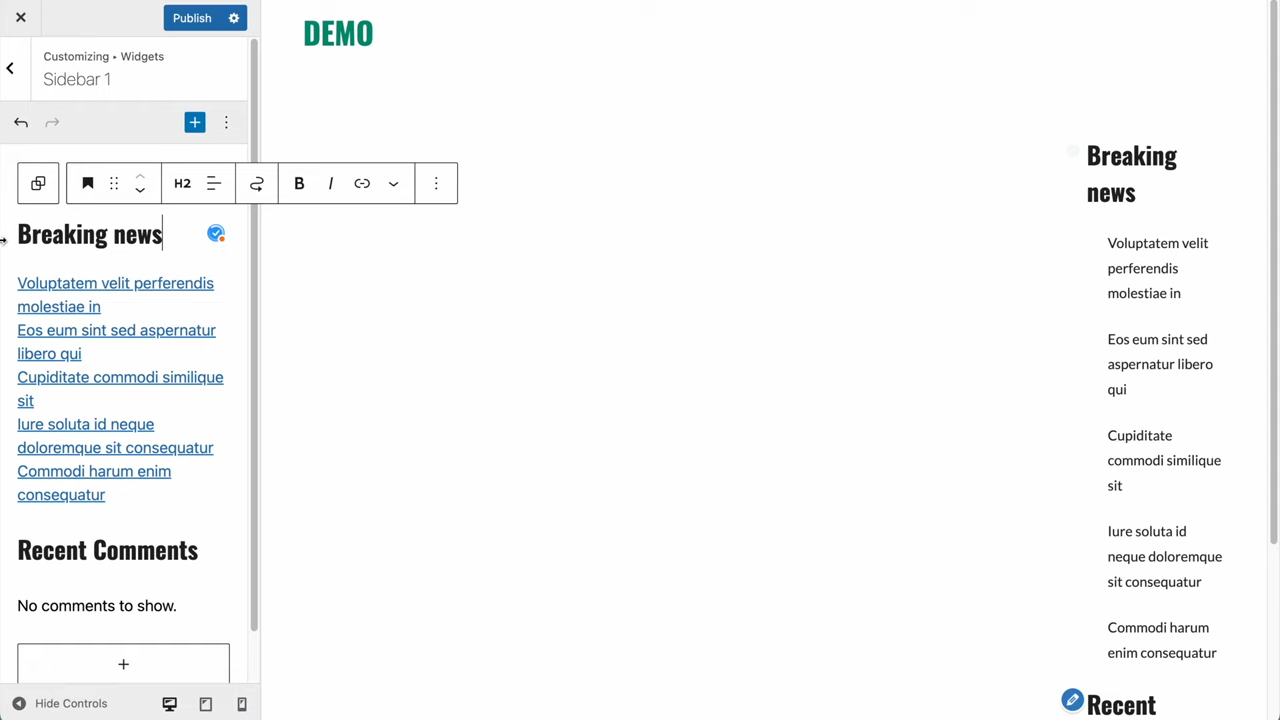 Publish
Customizing • Widgets
Sidebar 1
H2
B
I
Breaking news
Voluptatem velit perferendis
molestiae in
Eos eum sint sed aspernatur
libero qui
Cupiditate commodi similique
sit
Iure soluta id neque
doloremque sit consequatur
Commodi harum enim
consequatur
Recent Comments
No comments to show.
Hide Controls
DEMO
Breaking
news
Voluptatem velit
perferendis
molestiae in
Eos eum sint sed
aspernatur libero
qui
Cupiditate
commodi similique
sit
Iure soluta id
neque doloremque
sit consequatur
Commodi harum
enim consequatur
Recent